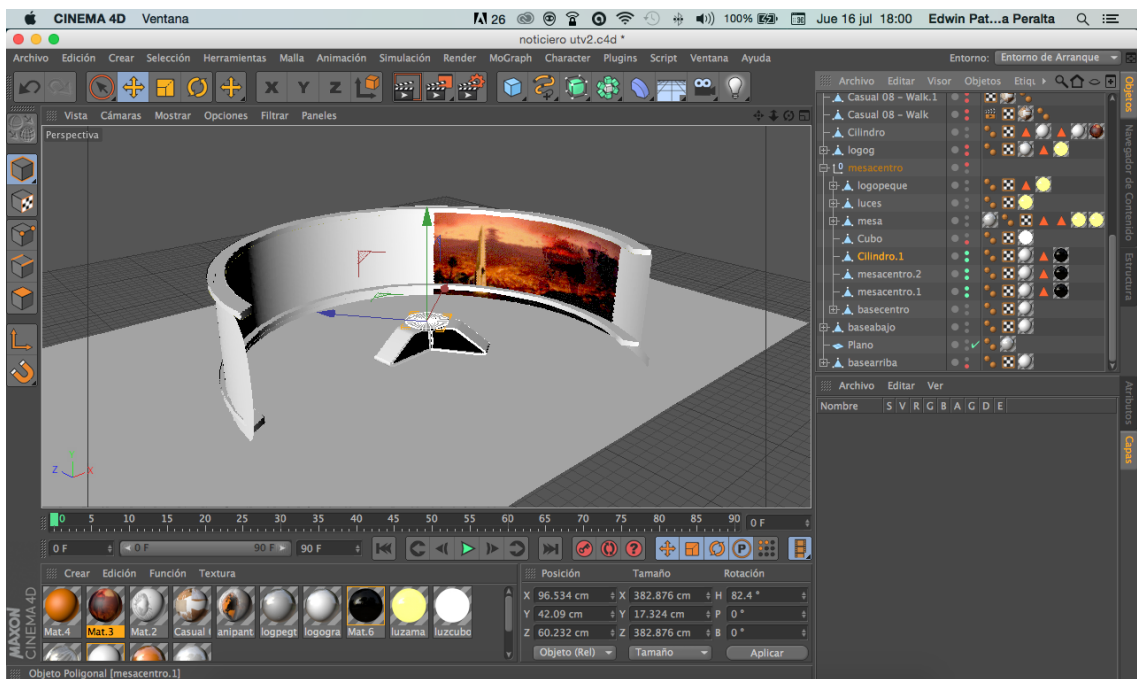 CINEMA 4D Ventana 26 100% Jue 16 jul 18:00 Edwin Pat...a Peralta
noticiero utv2.c4d *
Archivo Edición Crear Selección Herramientas Malla Animación Simulación Render MoGraph Character Plugins Script Ventana Ayuda Entorno: Entorno de Arranque
X Y Z
Archivo Editar Visor Objetos Etiqu
Vista Cámaras Mostrar Opciones Filtrar Paneles
Perspectiva
Casual 08 - Walk.1
Casual 08 - Walk
Cilindro
logog
mesacentro
logopeque
luces
mesa
Cubo
Cilindro.1
mesacentro.2
mesacentro.1
basecentro
baseabajo
Plano
basearriba
Objetos
Navegador de Contenido
Estructura
Archivo Editar Ver
Nombre S V R G B A G D E
Atributos
Capas
Y
Z X
0 5 10 15 20 25 30 35 40 45 50 55 60 65 70 75 80 85 90 0 F
0 F 0 F 90 F 90 F
Crear Edición Función Textura
Mat.4 Mat.3 Mat.2 Casual anipant logpegt logogra Mat.6 luzama luzcubo
Posición Tamaño Rotación
X 96.534 cm X 382.876 cm H 82.4 °
Y 42.09 cm Y 17.324 cm P 0 °
Z 60.232 cm Z 382.876 cm B 0 °
Objeto (Rel) Tamaño Aplicar
MAXON
CINEMA 4D
Objeto Poligonal [mesacentro.1]